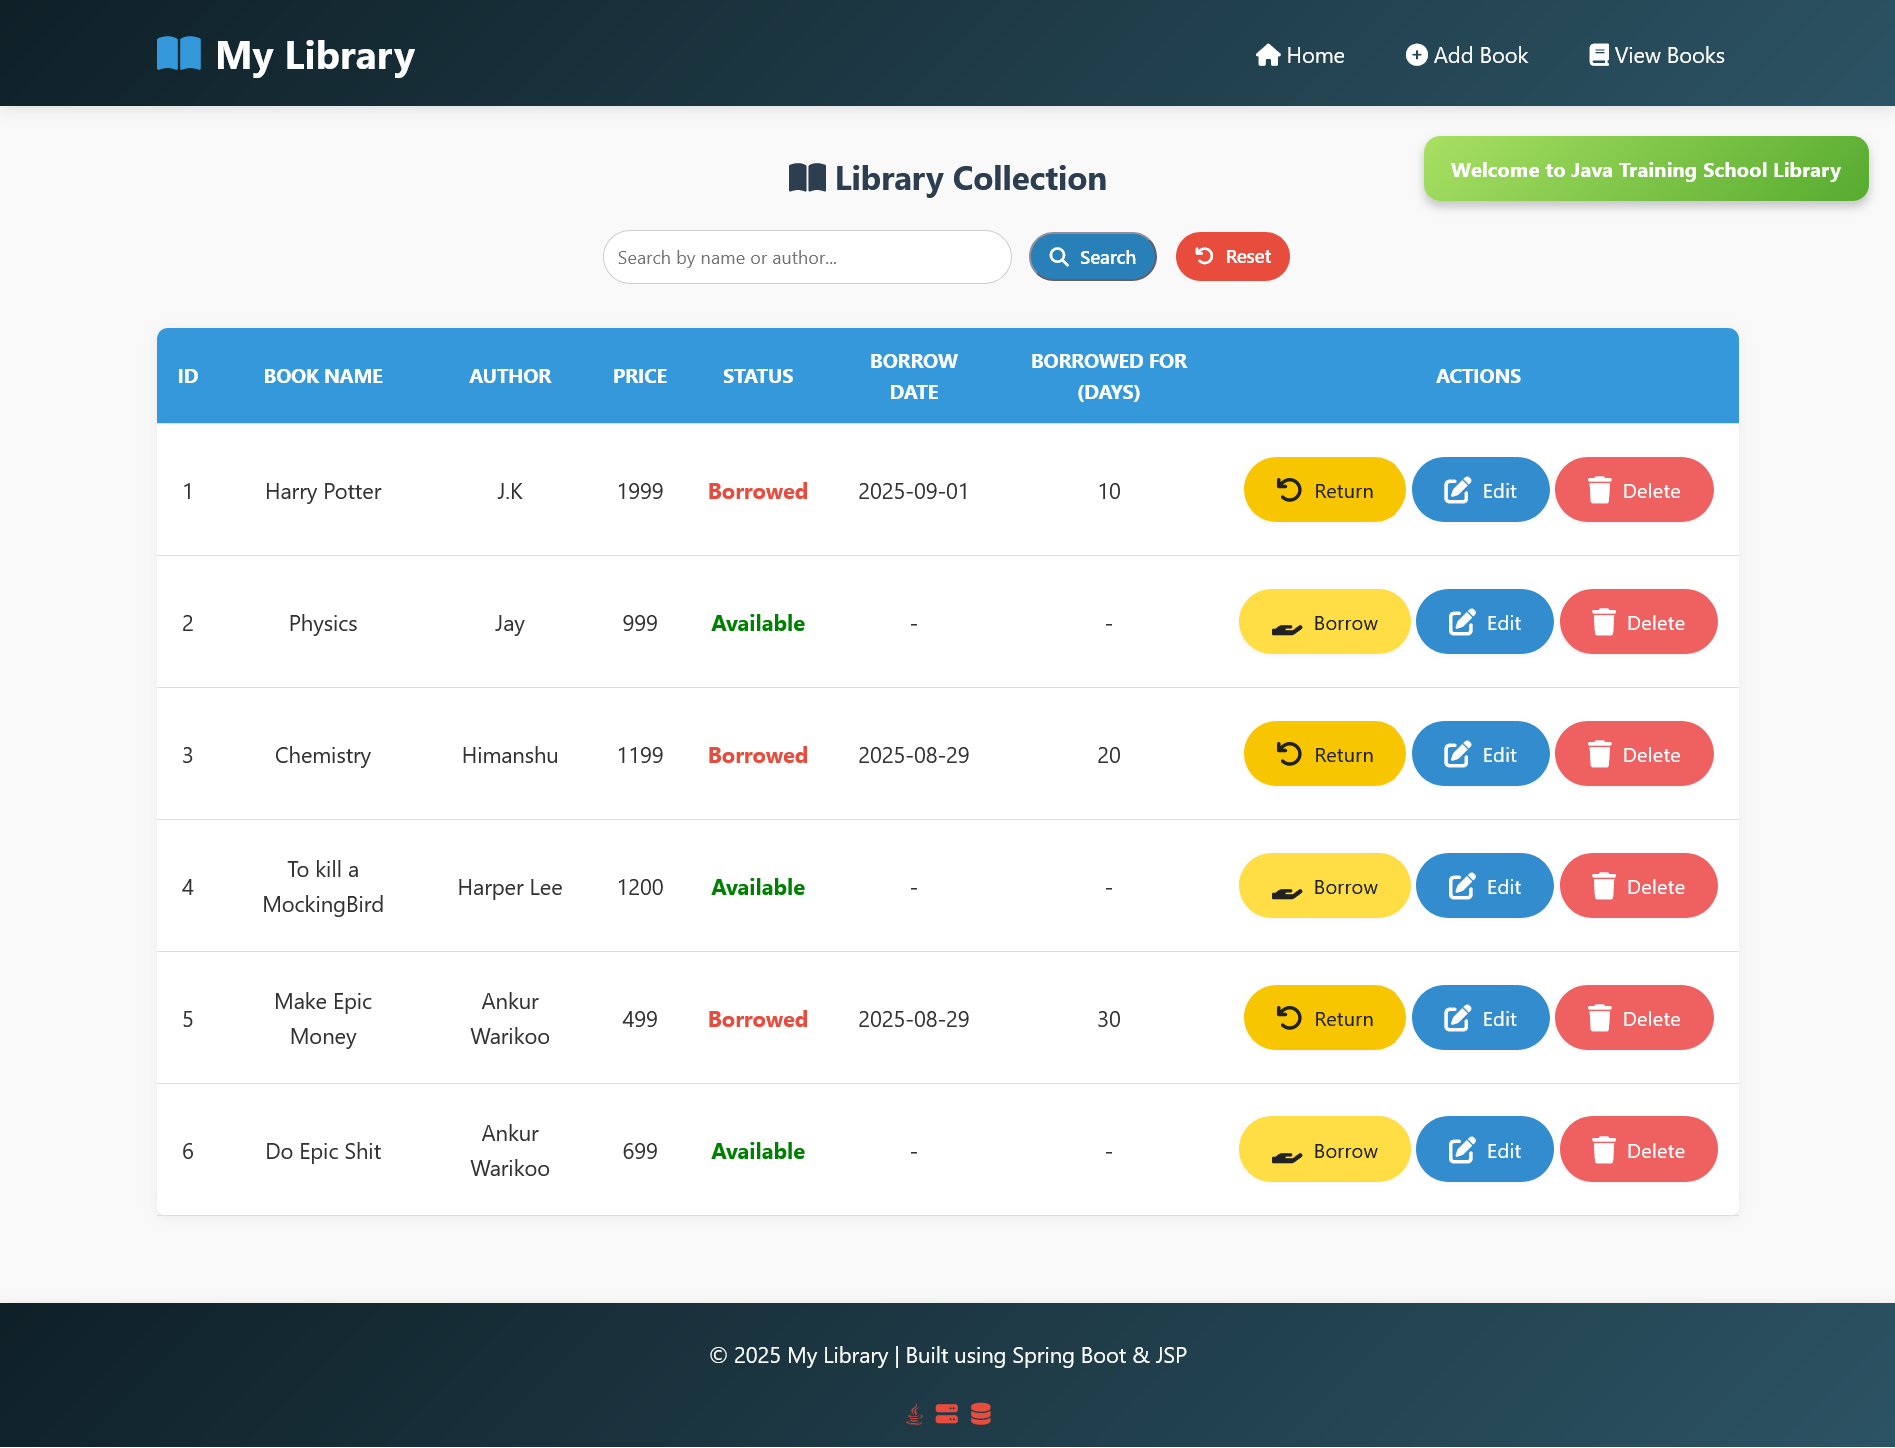 My Library
Home Add Book View Books
Welcome to Java Training School Library
Library Collection
Search by name or author...
Search
Reset
ID BOOK NAME AUTHOR PRICE STATUS BORROW DATE BORROWED FOR (DAYS) ACTIONS
1 Harry Potter J.K 1999 Borrowed 2025-09-01 10 Return Edit Delete
2 Physics Jay 999 Available - - Borrow Edit Delete
3 Chemistry Himanshu 1199 Borrowed 2025-08-29 20 Return Edit Delete
4 To kill a MockingBird Harper Lee 1200 Available - - Borrow Edit Delete
5 Make Epic Money Ankur Warikoo 499 Borrowed 2025-08-29 30 Return Edit Delete
6 Do Epic Shit Ankur Warikoo 699 Available - - Borrow Edit Delete
© 2025 My Library | Built using Spring Boot & JSP